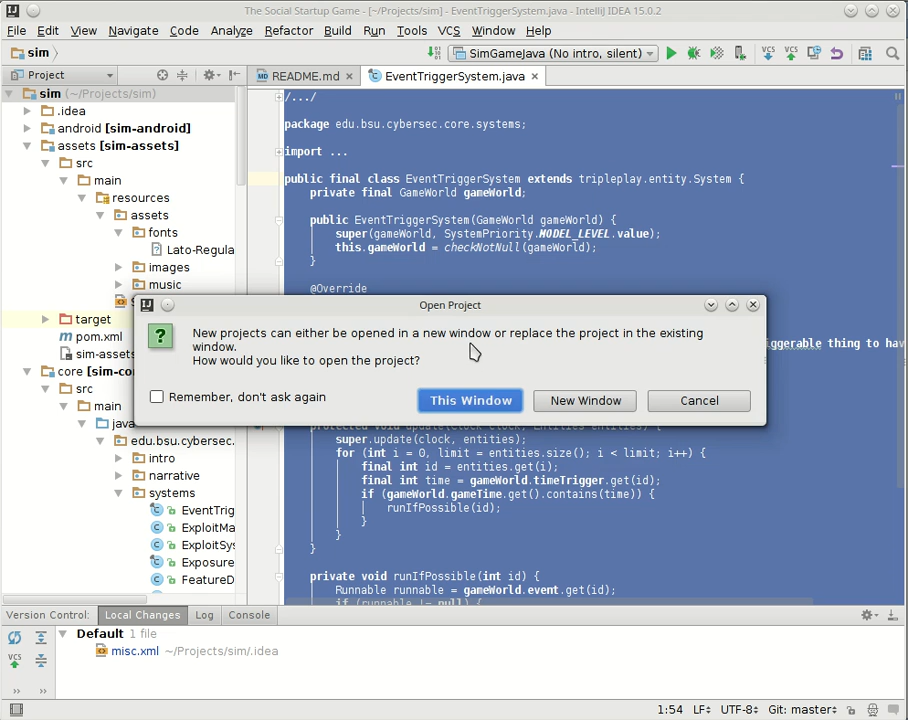 The Social Startup Game - [~/Projects/sim] - EventTriggerSystem.java - IntelliJ IDEA 15.0.2
File Edit View Navigate Code Analyze Refactor Build Run Tools VCS Window Help
sim SimGameJava (No intro, silent)
Project README.md EventTriggerSystem.java
sim (~/Projects/sim)
.idea
android [sim-android]
assets [sim-assets]
src
main
resources
assets
fonts
Lato-Regula
images
music
target
pom.xml
sim-assets
core [sim-co
src
main
java
edu.bsu.cybersec.
intro
narrative
systems
EventTrig
ExploitMa
ExploitSys
Exposure
FeatureD
/.../
package edu.bsu.cybersec.core.systems;
import ...
public final class EventTriggerSystem extends tripleplay.entity.System {
private final GameWorld gameWorld;
public EventTriggerSystem(GameWorld gameWorld) {
super(gameWorld, SystemPriority.MODEL_LEVEL.value);
this.gameWorld = checkNotNull(gameWorld);
}
@Override
iggerable thing to hav
Open Project
New projects can either be opened in a new window or replace the project in the existing
window.
How would you like to open the project?
Remember, don't ask again
This Window New Window Cancel
protected void update(Clock clock, Entities entities) {
super.update(clock, entities);
for (int i = 0, limit = entities.size(); i < limit; i++) {
final int id = entities.get(i);
final int time = gameWorld.timeTrigger.get(id);
if (gameWorld.gameTime.get().contains(time)) {
runIfPossible(id);
}
}
}
private void runIfPossible(int id) {
Runnable runnable = gameWorld.event.get(id);
if (runnable != null) {
Version Control: Local Changes Log Console
Default 1 file
misc.xml ~/Projects/sim/.idea
1:54 LF UTF-8 Git: master